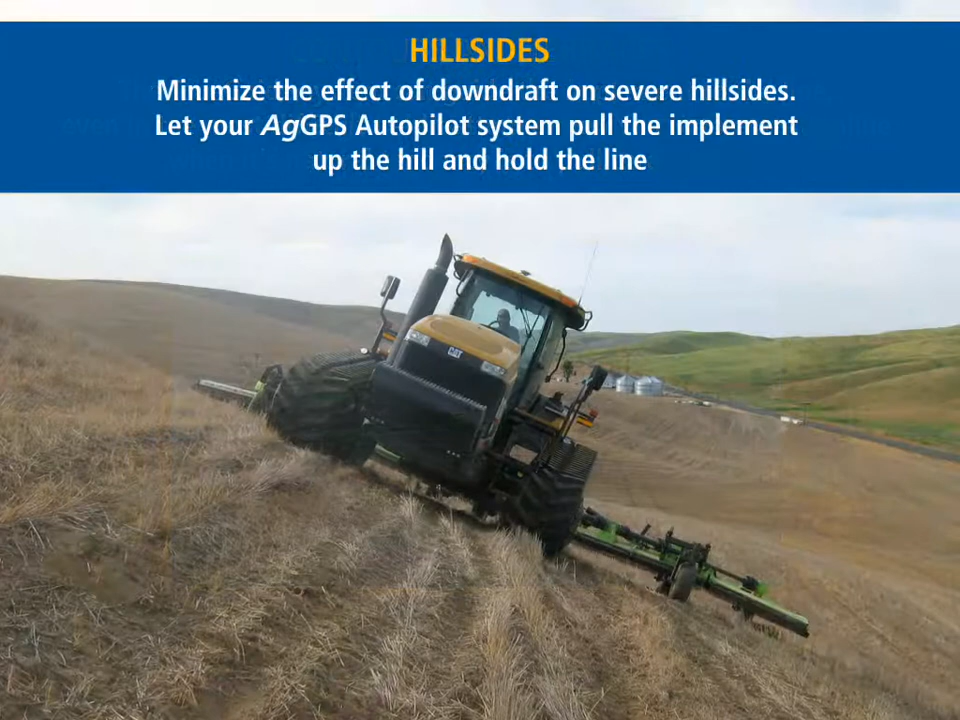 HILLSIDES
Minimize the effect of downdraft on severe hillsides.
Let your AgGPS Autopilot system pull the implement
up the hill and hold the line